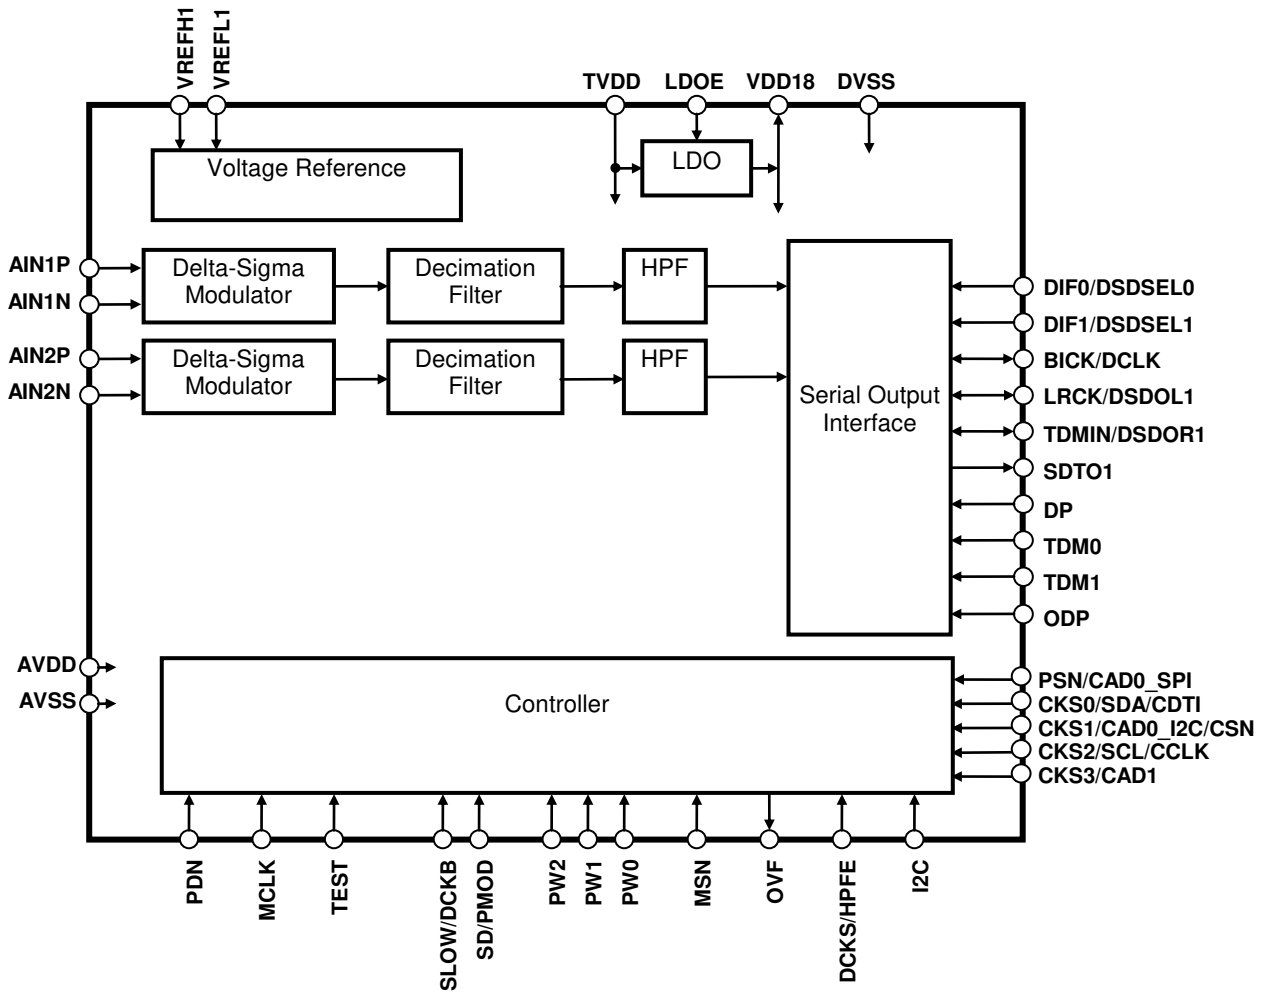 VREFH1
VREFL1
TVDD
LDOE
VDD18
DVSS
Voltage Reference
LDO
AIN1P
AIN1N
AIN2P
AIN2N
Delta-Sigma
Modulator
Decimation
Filter
HPF
Delta-Sigma
Modulator
Decimation
Filter
HPF
Serial Output
Interface
DIF0/DSDSEL0
DIF1/DSDSEL1
BICK/DCLK
LRCK/DSDOL1
TDMIN/DSDOR1
SDTO1
DP
TDM0
TDM1
ODP
AVDD
AVSS
Controller
PSN/CAD0_SPI
CKS0/SDA/CDTI
CKS1/CAD0_I2C/CSN
CKS2/SCL/CCLK
CKS3/CAD1
PDN
MCLK
TEST
SLOW/DCKB
SD/PMOD
PW2
PW1
PW0
MSN
OVF
DCKS/HPFE
I2C